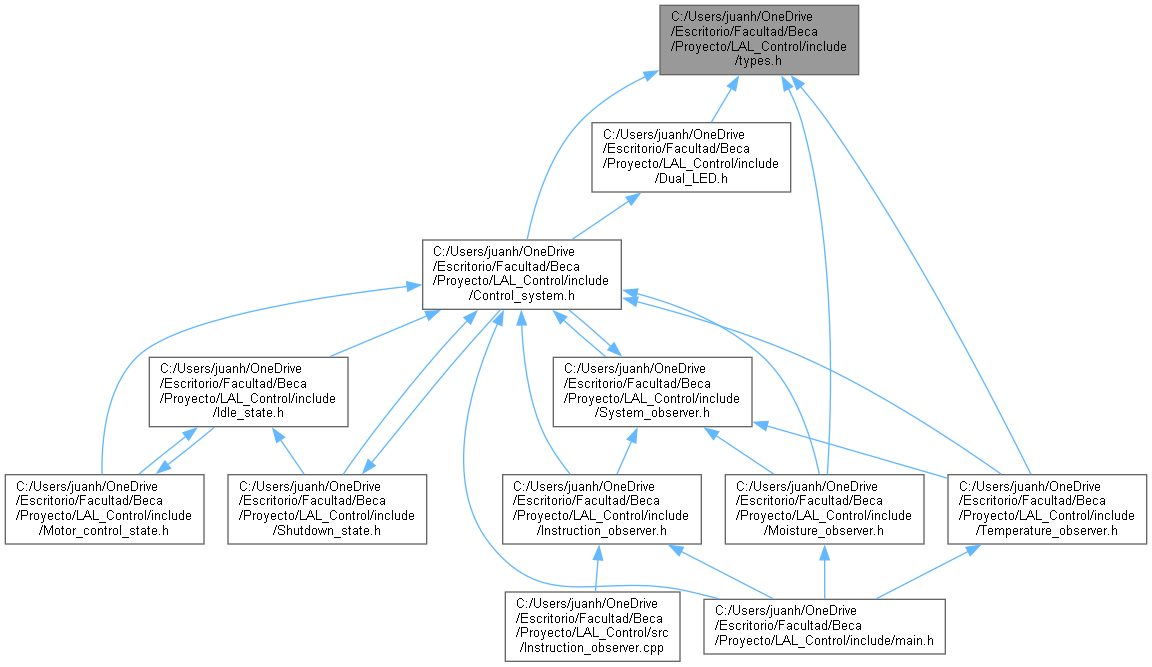 C:/Users/juanh/OneDrive
/Escritorio/Facultad/Beca
/Proyecto/LAL_Control/include
/types.h
C:/Users/juanh/OneDrive
/Escritorio/Facultad/Beca
/Proyecto/LAL_Control/include
/Dual_LED.h
C:/Users/juanh/OneDrive
/Escritorio/Facultad/Beca
/Proyecto/LAL_Control/include
/Control_system.h
C:/Users/juanh/OneDrive
/Escritorio/Facultad/Beca
/Proyecto/LAL_Control/include
/Idle_state.h
C:/Users/juanh/OneDrive
/Escritorio/Facultad/Beca
/Proyecto/LAL_Control/include
/System_observer.h
C:/Users/juanh/OneDrive
/Escritorio/Facultad/Beca
/Proyecto/LAL_Control/include
/Motor_control_state.h
C:/Users/juanh/OneDrive
/Escritorio/Facultad/Beca
/Proyecto/LAL_Control/include
/Shutdown_state.h
C:/Users/juanh/OneDrive
/Escritorio/Facultad/Beca
/Proyecto/LAL_Control/include
/Instruction_observer.h
C:/Users/juanh/OneDrive
/Escritorio/Facultad/Beca
/Proyecto/LAL_Control/include
/Moisture_observer.h
C:/Users/juanh/OneDrive
/Escritorio/Facultad/Beca
/Proyecto/LAL_Control/include
/Temperature_observer.h
C:/Users/juanh/OneDrive
/Escritorio/Facultad/Beca
/Proyecto/LAL_Control/src
/Instruction_observer.cpp
C:/Users/juanh/OneDrive
/Escritorio/Facultad/Beca
/Proyecto/LAL_Control/include/main.h